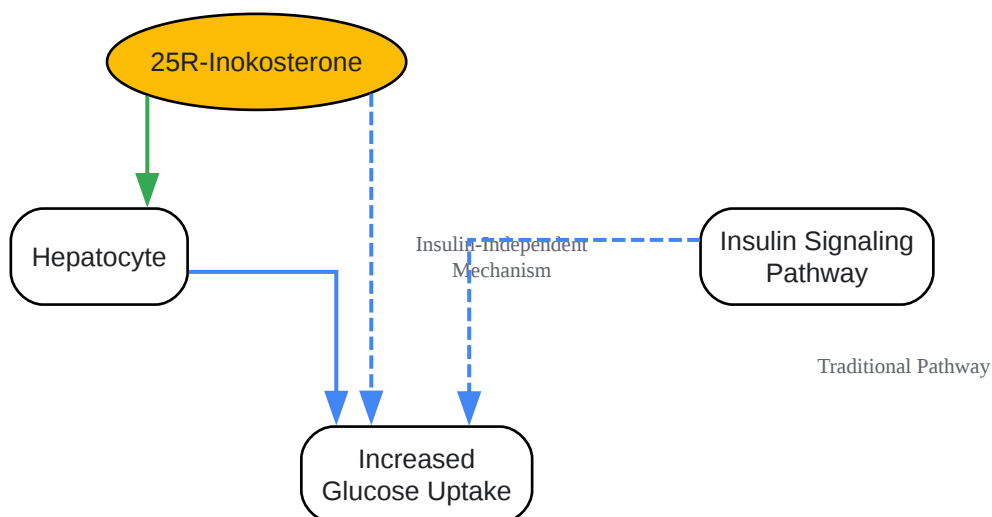 25R-Inokosterone
Hepatocyte
Insulin-Independent
Mechanism
Insulin Signaling
Pathway
Traditional Pathway
Increased
Glucose Uptake